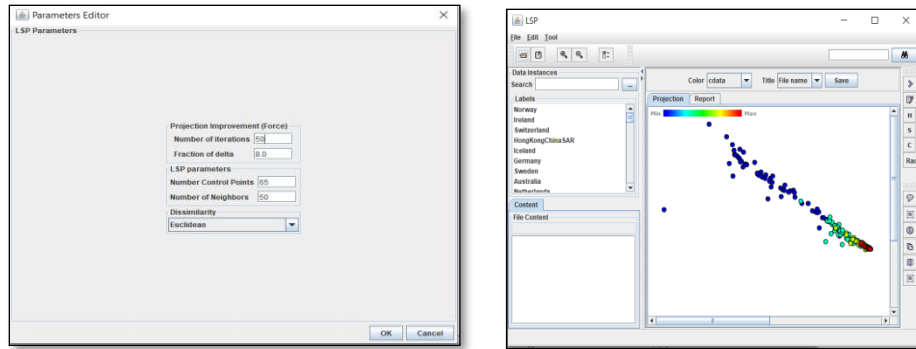 Parameters Editor
LSP Parameters
Projection Improvement (Force)
Number of iterations 50
Fraction of delta 8.0
LSP parameters
Number Control Points 65
Number of Neighbors 50
Dissimilarity
Euclidean
OK Cancel
LSP
File Edit Tool
Data Instances
Search ...
Labels
Norway
Ireland
Switzerland
HongKongChinaSAR
Iceland
Germany
Sweden
Australia
Netherlands
Content
File Content
Color cdata Title File name Save
Projection Report
Min Max
H
S
C
Rad